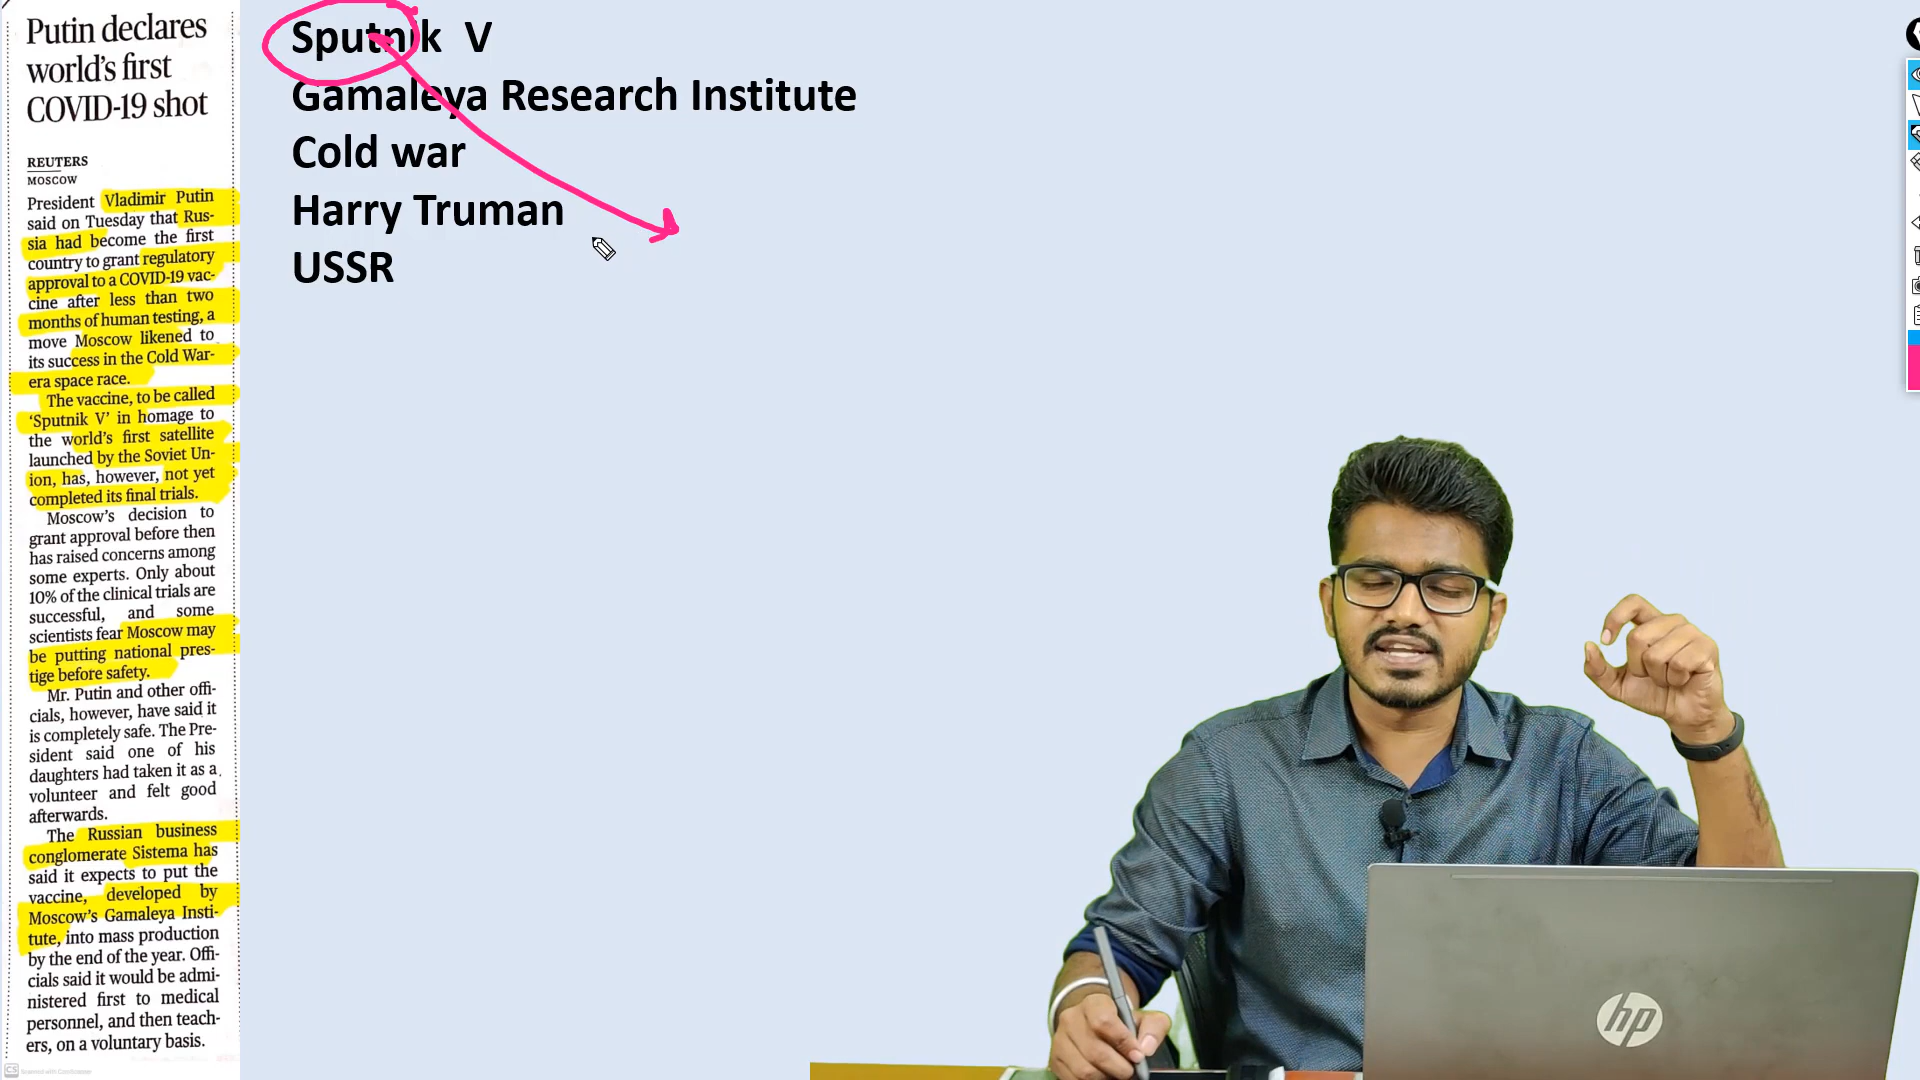 Putin declares
world's first
COVID-19 shot
REUTERS
MOSCOW
President Vladimir Putin
said on Tuesday that Rus-
sia had become the first
country to grant regulatory
approval to a COVID-19 vac-
cine after less than two
months of human testing, a
move Moscow likened to
its success in the Cold War-
era space race.
The vaccine, to be called
‘Sputnik V’ in homage to
the world's first satellite
launched by the Soviet Un-
ion, has, however, not yet
completed its final trials.
Moscow's decision to
grant approval before then
has raised concerns among
some experts. Only about
10% of the clinical trials are
successful, and some
scientists fear Moscow may
be putting national pres-
tige before safety.
Mr. Putin and other offi-
cials, however, have said it
is completely safe. The Pre-
sident said one of his
daughters had taken it as a
volunteer and felt good
afterwards.
The Russian business
conglomerate Sistema has
said it expects to put the
vaccine, developed by
Moscow's Gamaleya Insti-
tute, into mass production
by the end of the year. Offi-
cials said it would be admi-
nistered first to medical
personnel, and then teach-
ers, on a voluntary basis.
CS Scanned with CamScanner
Sputnik V
Gamaleya Research Institute
Cold war
Harry Truman
USSR
hp